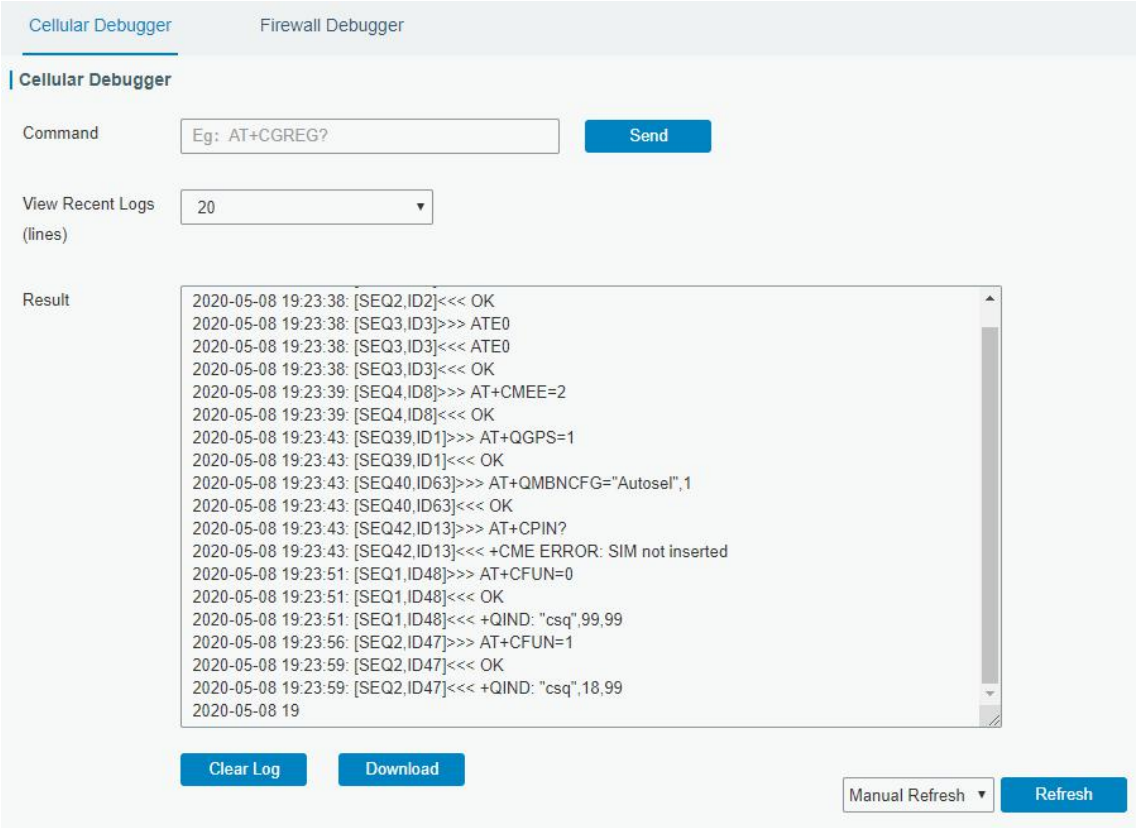 Cellular Debugger
Firewall Debugger
Cellular Debugger
Command
Eg: AT+CGREG?
Send
View Recent Logs
(lines)
20
Result
2020-05-08 19:23:38: [SEQ2,ID2]<<< OK
2020-05-08 19:23:38: [SEQ3,ID3]>>> ATE0
2020-05-08 19:23:38: [SEQ3,ID3]<<< ATE0
2020-05-08 19:23:38: [SEQ3,ID3]<<< OK
2020-05-08 19:23:39: [SEQ4,ID8]>>> AT+CMEE=2
2020-05-08 19:23:39: [SEQ4,ID8]<<< OK
2020-05-08 19:23:43: [SEQ39,ID1]>>> AT+QGPS=1
2020-05-08 19:23:43: [SEQ39,ID1]<<< OK
2020-05-08 19:23:43: [SEQ40,ID63]>>> AT+QMBNCFG="Autosel",1
2020-05-08 19:23:43: [SEQ40,ID63]<<< OK
2020-05-08 19:23:43: [SEQ42,ID13]>>> AT+CPIN?
2020-05-08 19:23:43: [SEQ42,ID13]<<< +CME ERROR: SIM not inserted
2020-05-08 19:23:51: [SEQ1,ID48]>>> AT+CFUN=0
2020-05-08 19:23:51: [SEQ1,ID48]<<< OK
2020-05-08 19:23:51: [SEQ1,ID48]<<< +QIND: "csq",99,99
2020-05-08 19:23:56: [SEQ2,ID47]>>> AT+CFUN=1
2020-05-08 19:23:59: [SEQ2,ID47]<<< OK
2020-05-08 19:23:59: [SEQ2,ID47]<<< +QIND: "csq",18,99
2020-05-08 19
Clear Log
Download
Manual Refresh
Refresh